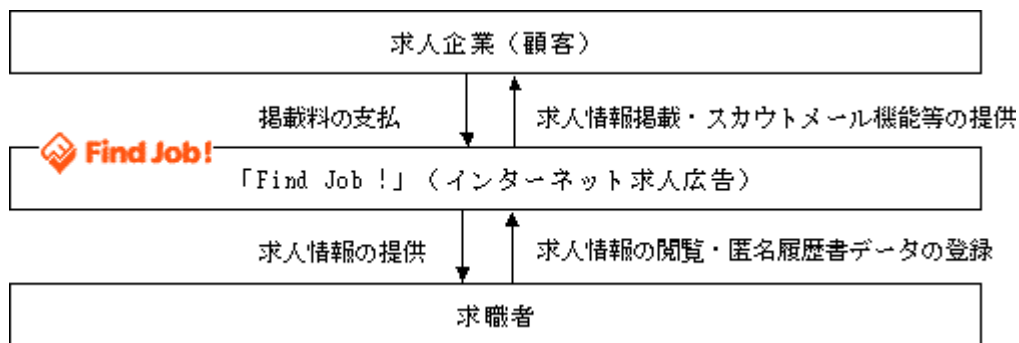 求人企業（顧客）
掲載料の支払
求人情報掲載・スカウトメール機能等の提供
Find Job!
「Find Job !」（インターネット求人広告）
求人情報の提供
求人情報の閲覧・匿名履歴書データの登録
求職者